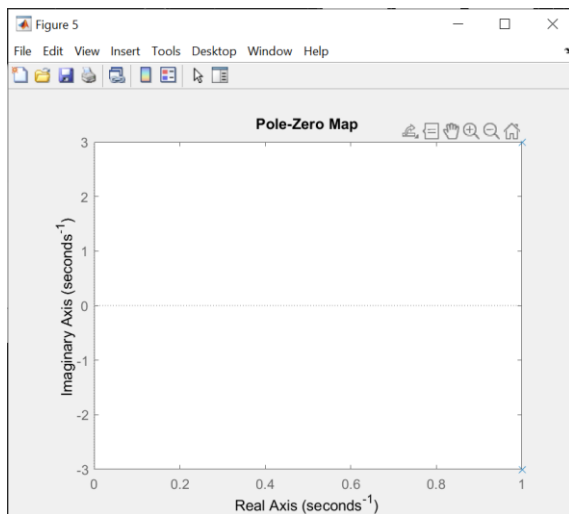 Figure 5
File Edit View Insert Tools Desktop Window Help
Pole-Zero Map
3
2
1
0
-1
-2
-3
Imaginary Axis (seconds⁻¹)
0 0.2 0.4 0.6 0.8 1
Real Axis (seconds⁻¹)